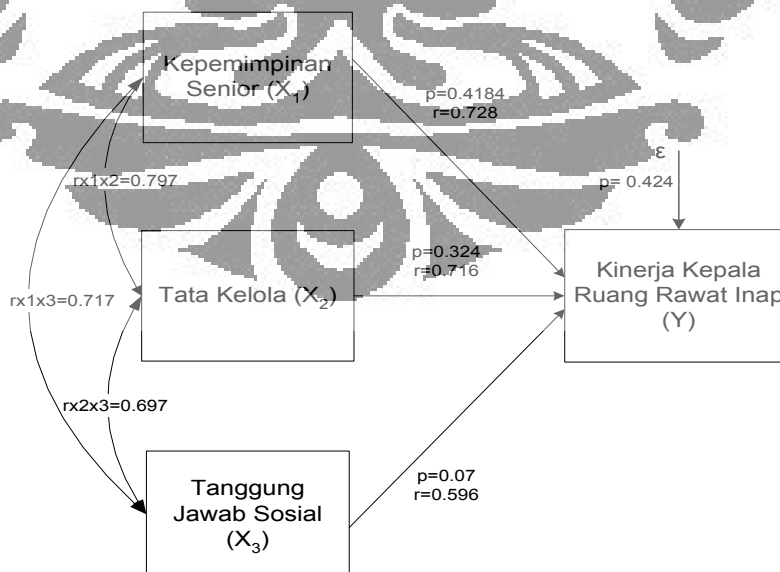 Kepemimpinan
Senior (X₁)
p=0.4184
r=0.728
ε
p= 0.424
rx1x2=0.797
Tata Kelola (X₂)
p=0.324
r=0.716
Kinerja Kepala
Ruang Rawat Inap
(Y)
rx1x3=0.717
rx2x3=0.697
Tanggung
Jawab Sosial
(X₃)
p=0.07
r=0.596